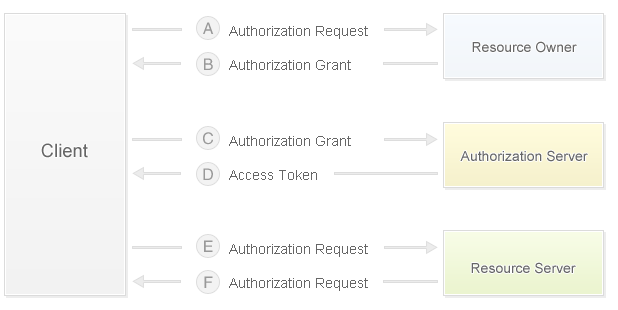 Client
A Authorization Request
Resource Owner
B Authorization Grant
C Authorization Grant
Authorization Server
D Access Token
E Authorization Request
Resource Server
F Authorization Request